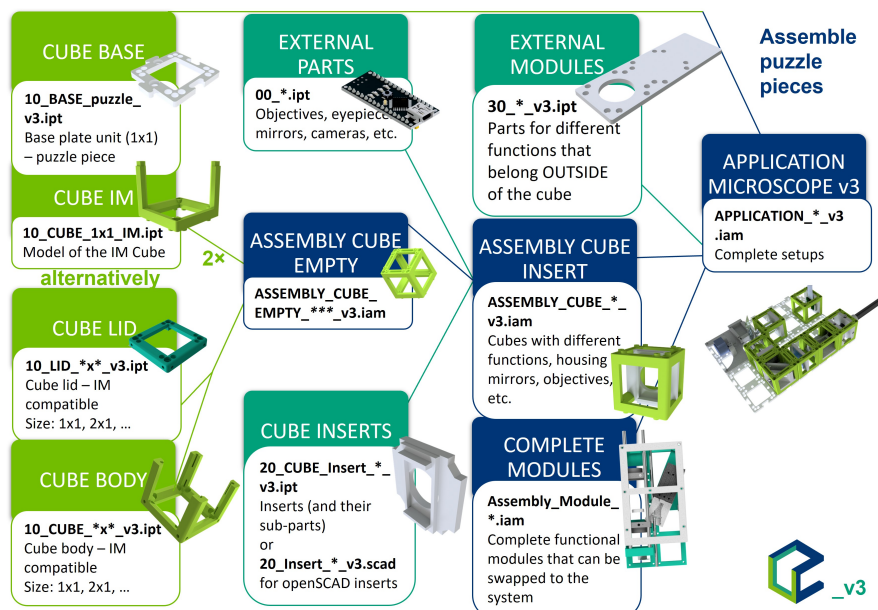 CUBE BASE
10_BASE_puzzle_
v3.ipt
Base plate unit (1x1)
– puzzle piece
CUBE IM
10_CUBE_1x1_IM.ipt
Model of the IM Cube
alternatively
2×
CUBE LID
10_LID_*x*_v3.ipt
Cube lid – IM
compatible
Size: 1x1, 2x1, ...
CUBE BODY
10_CUBE_*x*_v3.ipt
Cube body – IM
compatible
Size: 1x1, 2x1, ...
EXTERNAL
PARTS
00_*.ipt
Objectives, eyepiece
mirrors, cameras, etc.
ASSEMBLY CUBE
EMPTY
ASSEMBLY_CUBE_
EMPTY_***_v3.iam
CUBE INSERTS
20_CUBE_Insert_*_
v3.ipt
Inserts (and their
sub-parts)
or
20_Insert_*_v3.scad
for openSCAD inserts
EXTERNAL
MODULES
30_*_v3.ipt
Parts for different
functions that
belong OUTSIDE
of the cube
ASSEMBLY CUBE
INSERT
ASSEMBLY_CUBE_*_
v3.iam
Cubes with different
functions, housing
mirrors, objectives,
etc.
COMPLETE
MODULES
Assembly_Module_
*.iam
Complete functional
modules that can be
swapped to the
system
Assemble
puzzle
pieces
APPLICATION
MICROSCOPE v3
APPLICATION_*_v3
.iam
Complete setups
_v3